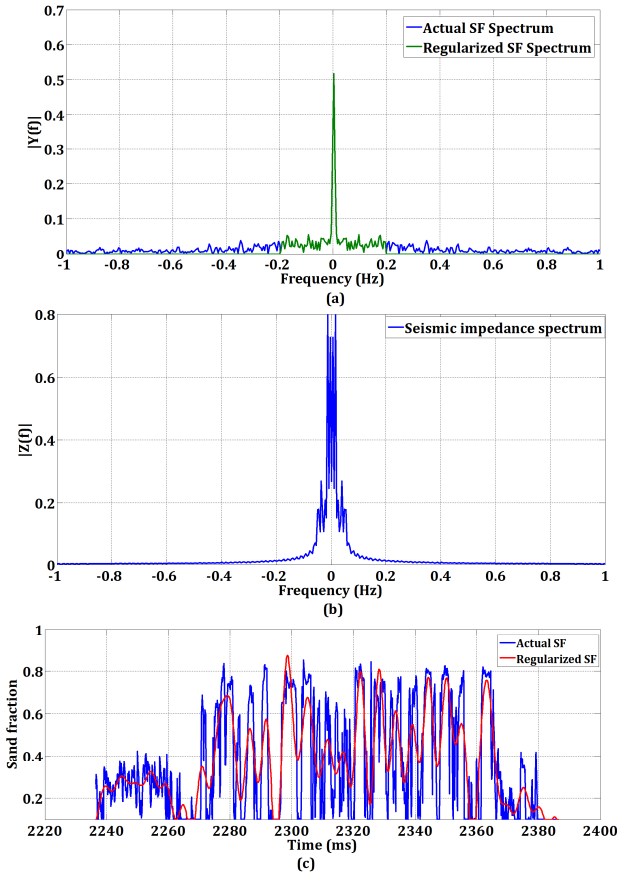 0.7
0.6
0.5
0.4
0.3
0.2
0.1
0
|Y(f)|
Actual SF Spectrum
Regularized SF Spectrum
-1 -0.8 -0.6 -0.4 -0.2 0 0.2 0.4 0.6 0.8 1
Frequency (Hz)
(a)
0.8
0.6
0.4
0.2
0
|Z(f)|
Seismic impedance spectrum
-1 -0.8 -0.6 -0.4 -0.2 0 0.2 0.4 0.6 0.8 1
Frequency (Hz)
(b)
1
0.8
0.6
0.4
0.2
Sand fraction
Actual SF
Regularized SF
2220 2240 2260 2280 2300 2320 2340 2360 2380 2400
Time (ms)
(c)